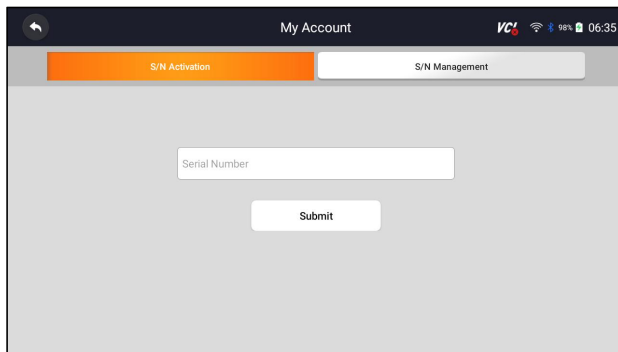 My Account
VCI
98%
06:35
S/N Activation
S/N Management
Serial Number
Submit